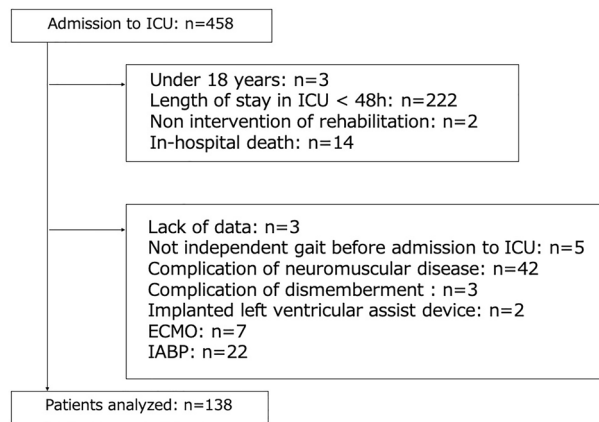 Admission to ICU: n=458
Under 18 years: n=3
Length of stay in ICU < 48h: n=222
Non intervention of rehabilitation: n=2
In-hospital death: n=14
Lack of data: n=3
Not independent gait before admission to ICU: n=5
Complication of neuromuscular disease: n=42
Complication of dismemberment : n=3
Implanted left ventricular assist device: n=2
ECMO: n=7
IABP: n=22
Patients analyzed: n=138